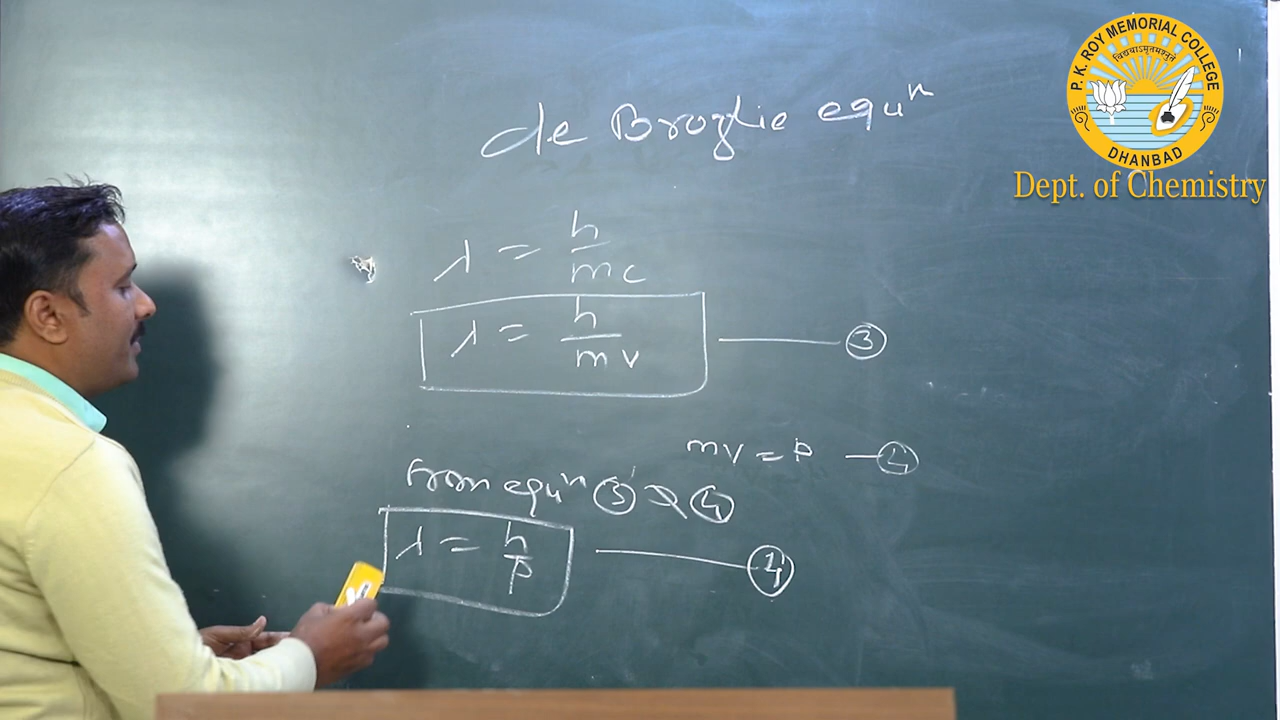 de Broglie equⁿ
P. K. ROY MEMORIAL COLLEGE
विद्ययाऽमृतमश्नुते
DHANBAD
Dept. of Chemistry
λ = h/mc
λ = h/mv —— ③
mv = P — ④
From equⁿ ③ & ④
λ = h/P —— ④